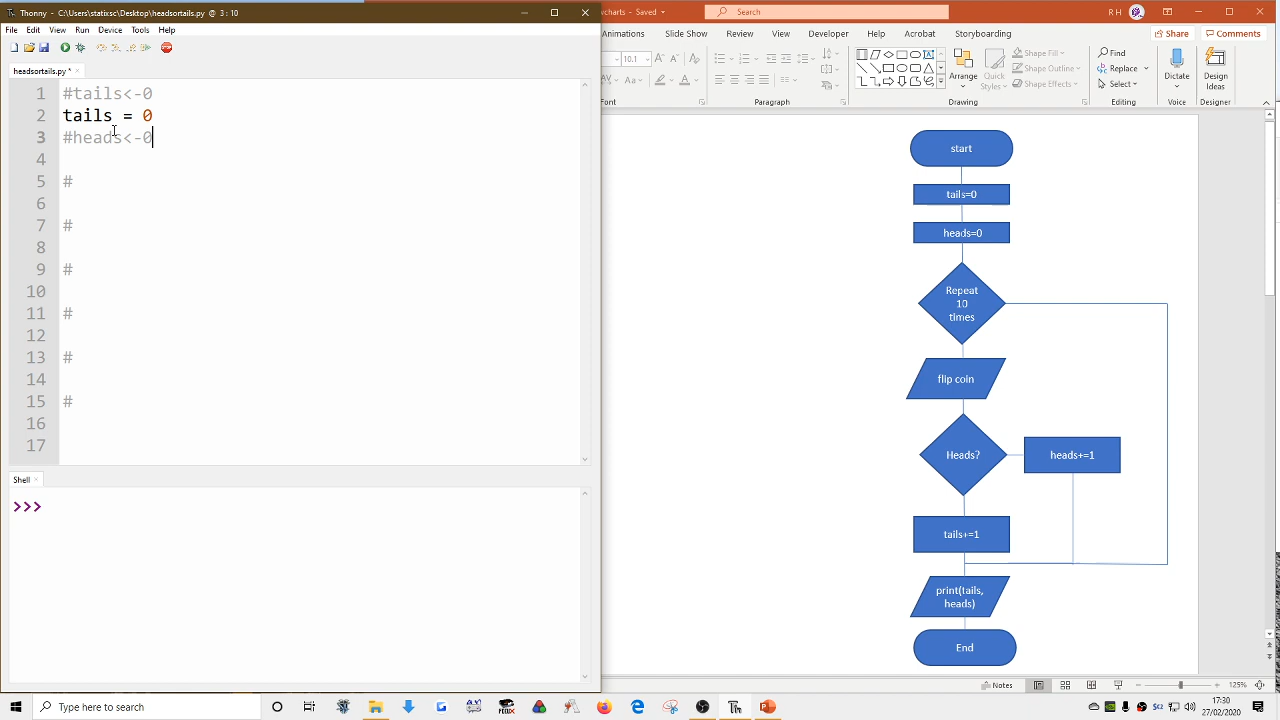 Thonny - C:\Users\statixsc\Desktop\headsortails.py @ 3 : 10
File Edit View Run Device Tools Help
headsortails.py *
1 #tails<-0
2 tails = 0
3 #heads<-0
4
5 #
6
7 #
8
9 #
10
11 #
12
13 #
14
15 #
16
17
Shell
>>>
wcharts - Saved
Search
R H
Animations Slide Show Review View Developer Help Acrobat Storyboarding
Share
Comments
10.1
Arrange
Quick
Styles
Shape Fill
Shape Outline
Shape Effects
Find
Replace
Select
Dictate
Design
Ideas
Font
Paragraph
Drawing
Editing
Voice
Designer
start
tails=0
heads=0
Repeat
10
times
flip coin
Heads?
heads+=1
tails+=1
print(tails,
heads)
End
Notes
125%
Type here to search
17:30
27/02/2020